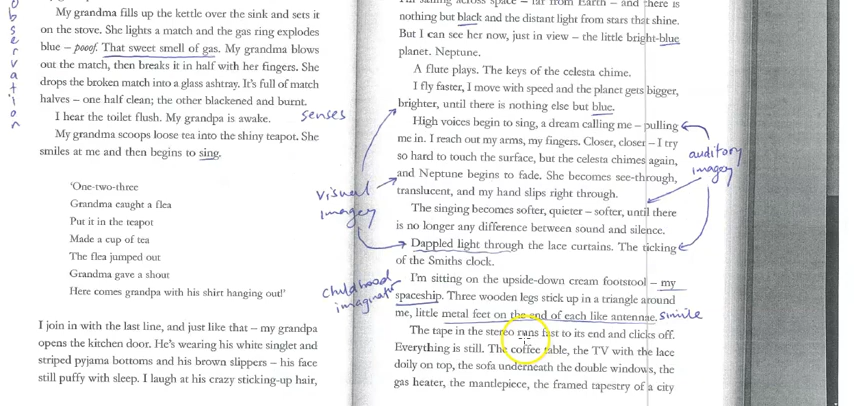 observation
My grandma fills up the kettle over the sink and sets it
on the stove. She lights a match and the gas ring explodes
blue – pooof. That sweet smell of gas. My grandma blows
out the match, then breaks it in half with her fingers. She
drops the broken match into a glass ashtray. It's full of match
halves – one half clean; the other blackened and burnt.
I hear the toilet flush. My grandpa is awake.
senses
My grandma scoops loose tea into the shiny teapot. She
smiles at me and then begins to sing.
'One-two-three
Grandma caught a flea
Put it in the teapot
Made a cup of tea
The flea jumped out
Grandma gave a shout
Here comes grandpa with his shirt hanging out!'
I join in with the last line, and just like that – my grandpa
opens the kitchen door. He's wearing his white singlet and
striped pyjama bottoms and his brown slippers – his face
still puffy with sleep. I laugh at his crazy sticking-up hair,
visual
imagery
childhood
I'm sailing across space – far from Earth – and there is
nothing but black and the distant light from stars that shine.
But I can see her now, just in view – the little bright-blue
planet. Neptune.
A flute plays. The keys of the celesta chime.
I fly faster, I move with speed and the planet gets bigger,
brighter, until there is nothing else but blue.
High voices begin to sing, a dream calling me – pulling
me in. I reach out my arms, my fingers. Closer, closer – I try
so hard to touch the surface, but the celesta chimes again,
and Neptune begins to fade. She becomes see-through,
translucent, and my hand slips right through.
The singing becomes softer, quieter – softer, until there
is no longer any difference between sound and silence.
Dappled light through the lace curtains. The ticking
of the Smiths clock.
I'm sitting on the upside-down cream footstool – my
spaceship. Three wooden legs stick up in a triangle around
me, little metal feet on the end of each like antennae.
simile
The tape in the stereo runs fast to its end and clicks off.
Everything is still. The coffee table, the TV with the lace
doily on top, the sofa underneath the double windows, the
gas heater, the mantlepiece, the framed tapestry of a city
auditory
imagery